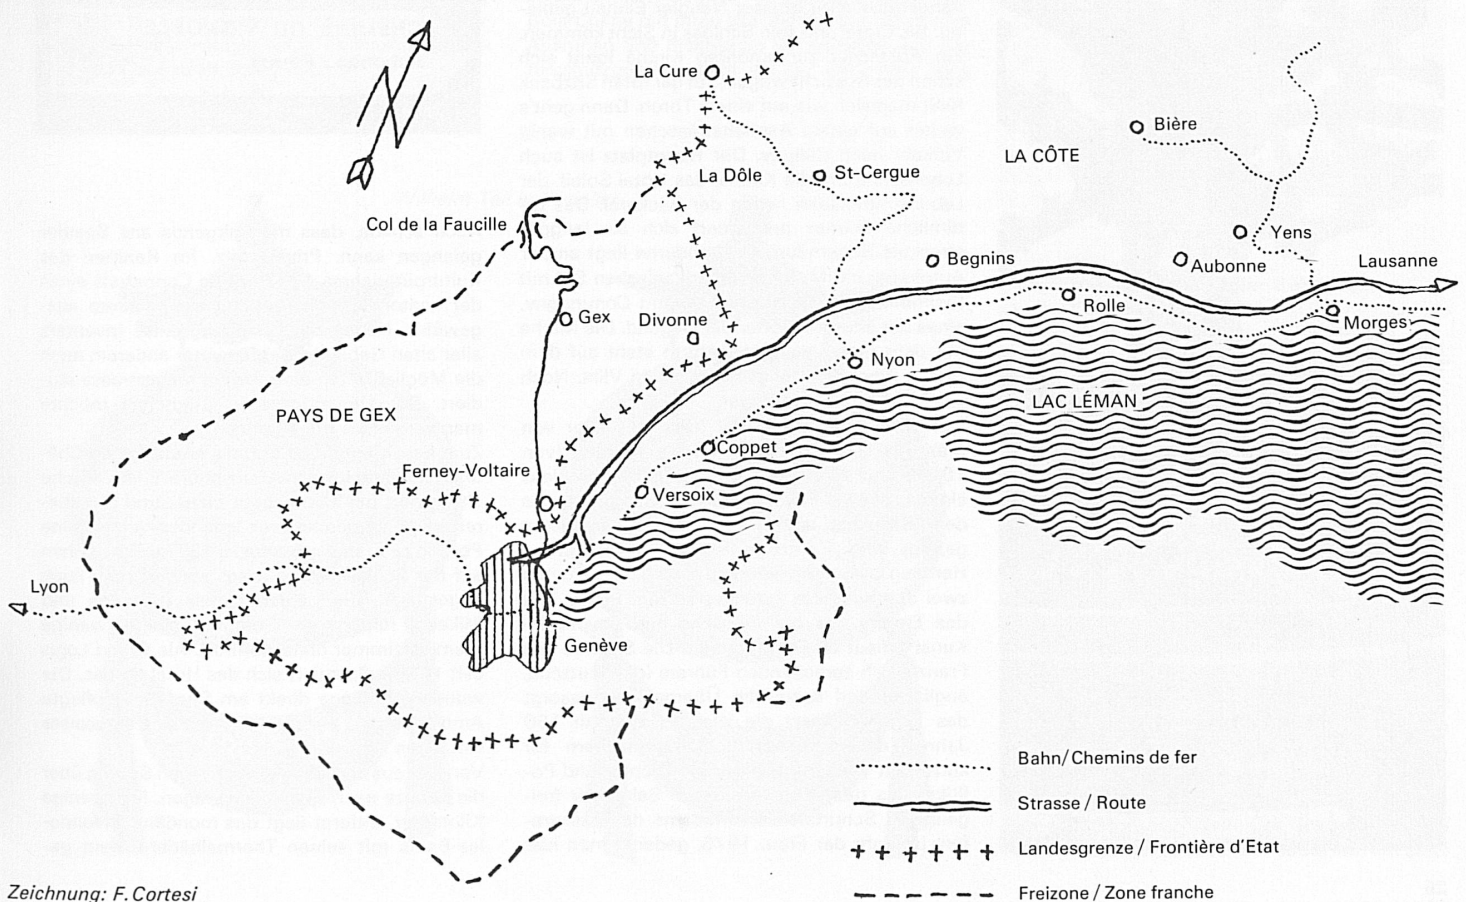 La Cure
Bière
LA CÔTE
La Dôle
St-Cergue
Col de la Faucille
Yens
Begnins
Aubonne
Lausanne
Rolle
Gex
Divonne
Morges
Nyon
LAC LÉMAN
PAYS DE GEX
Coppet
Ferney-Voltaire
Versoix
Lyon
Genève
Bahn/Chemins de fer
Strasse / Route
Landesgrenze / Frontière d'Etat
Freizone / Zone franche
Zeichnung: F. Cortesi